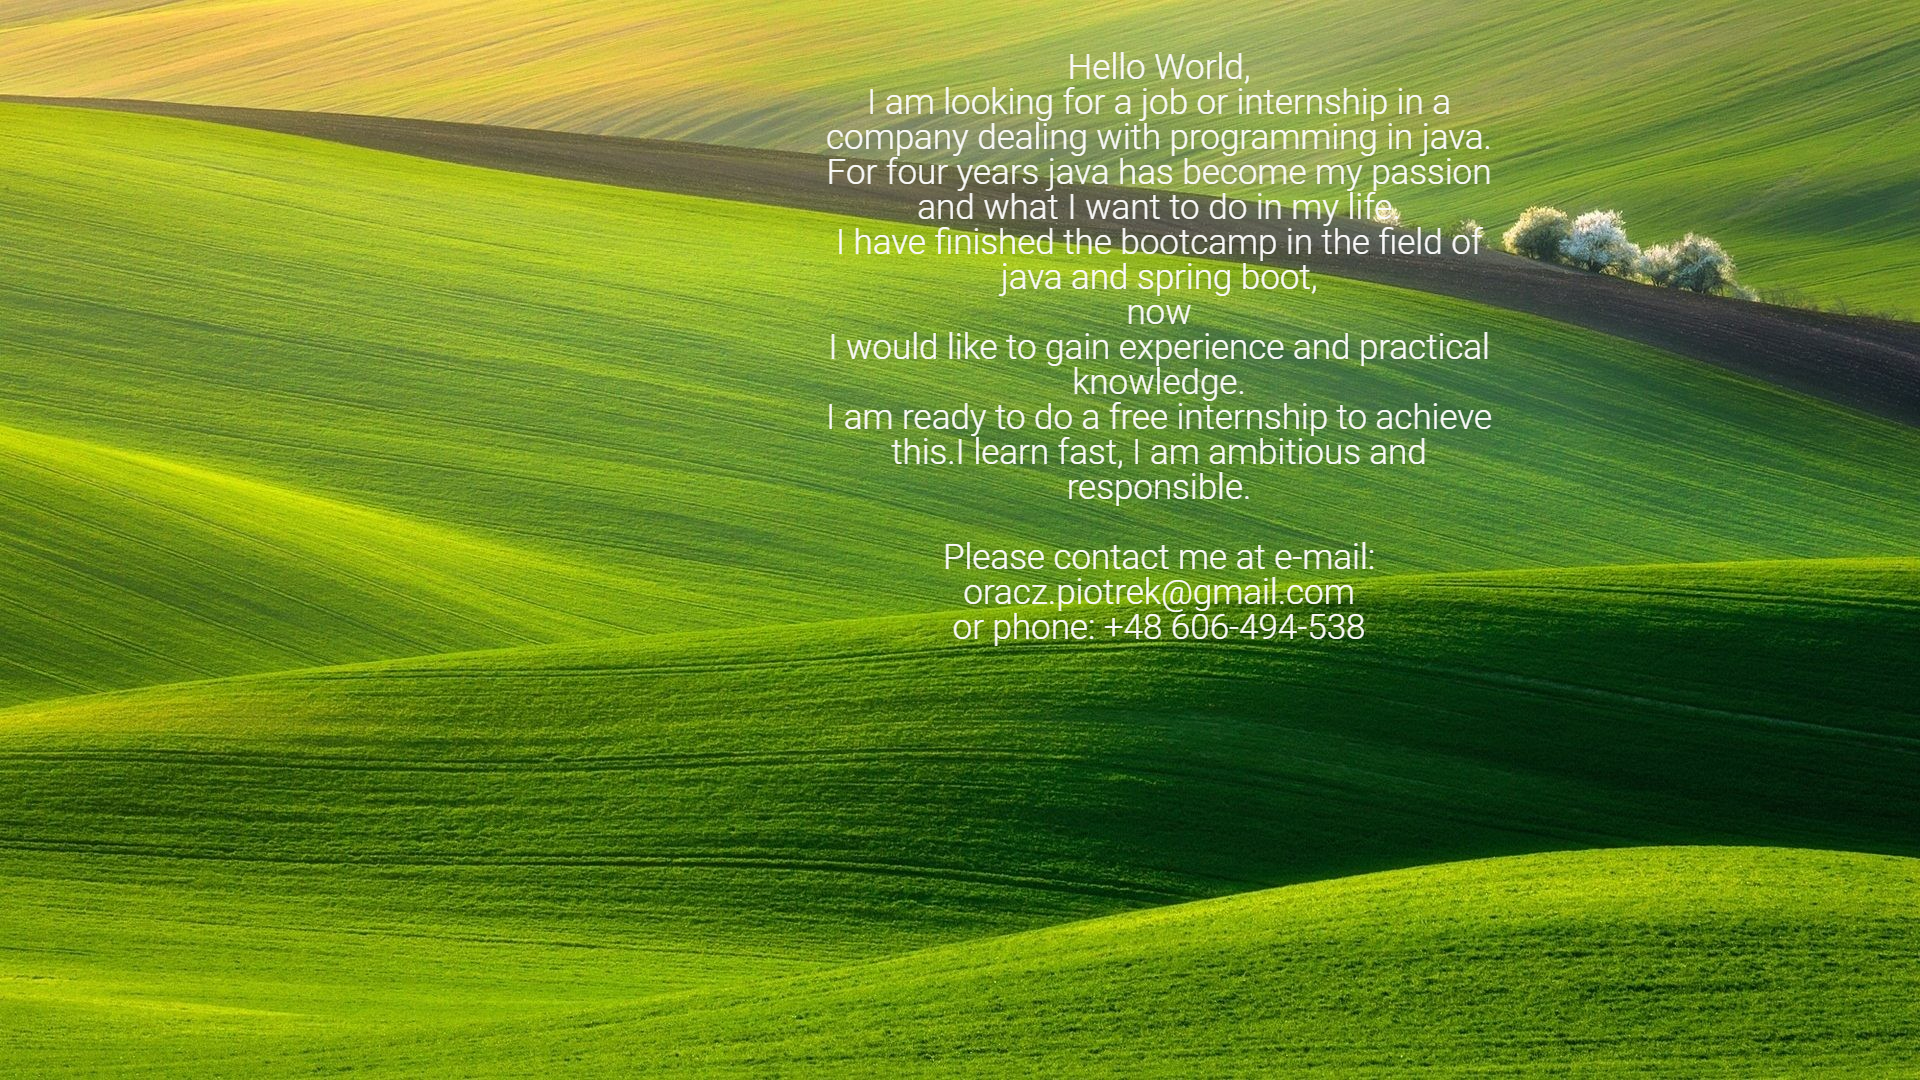 Hello World,
I am looking for a job or internship in a
company dealing with programming in java.
For four years java has become my passion
and what I want to do in my life.
I have finished the bootcamp in the field of
java and spring boot,
now
I would like to gain experience and practical
knowledge.
I am ready to do a free internship to achieve
this.I learn fast, I am ambitious and
responsible.
Please contact me at e-mail:
oracz.piotrek@gmail.com
or phone: +48 606-494-538